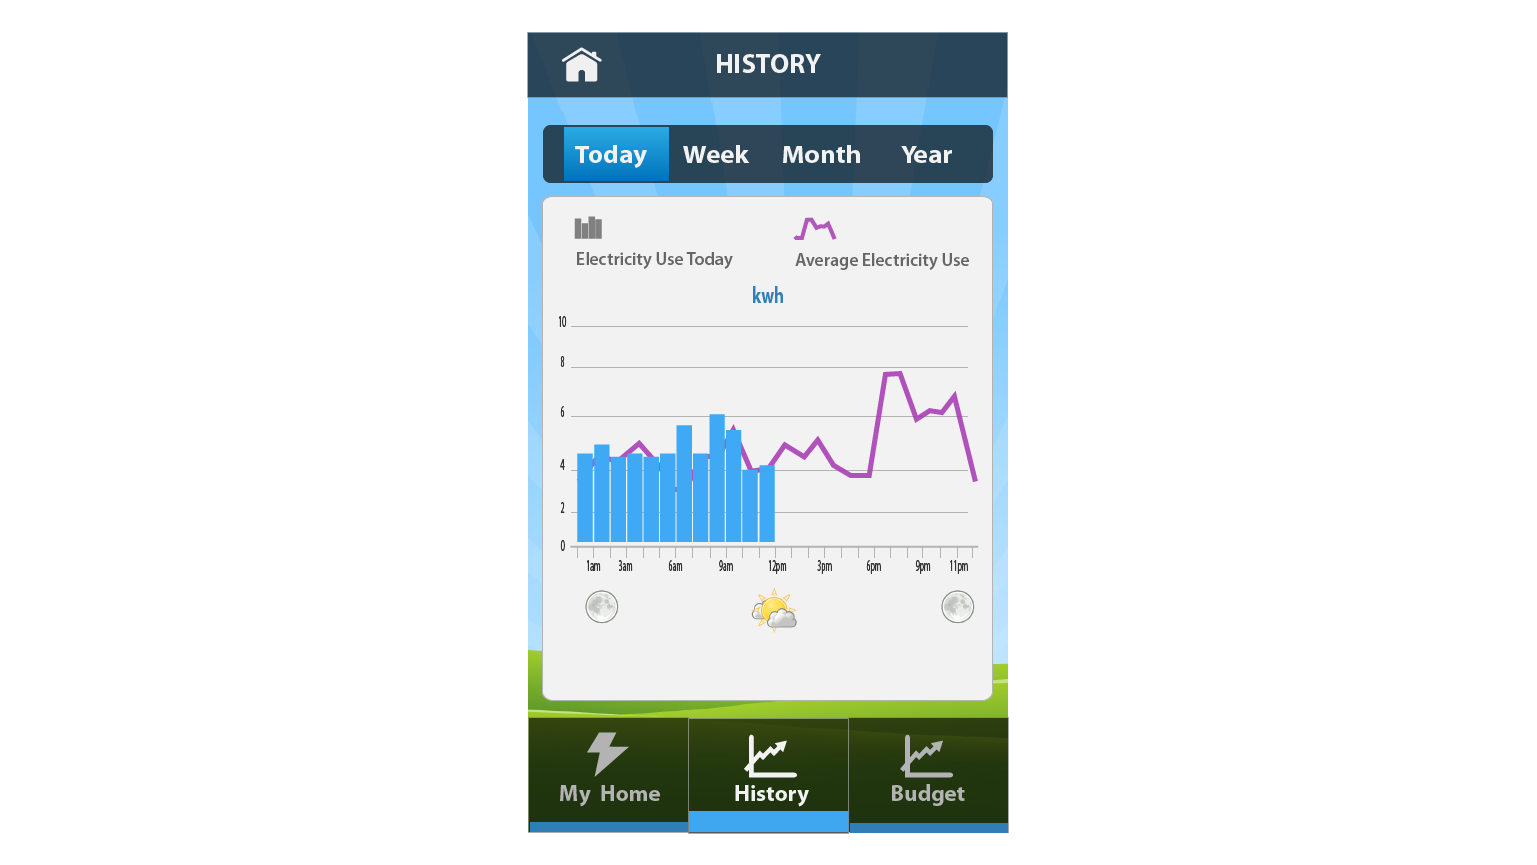 HISTORY
Today Week Month Year
Electricity Use Today
Average Electricity Use
kwh
10
8
6
4
2
0
1am 3am 6am 9am 12pm 3pm 6pm 9pm 11pm
My Home History Budget